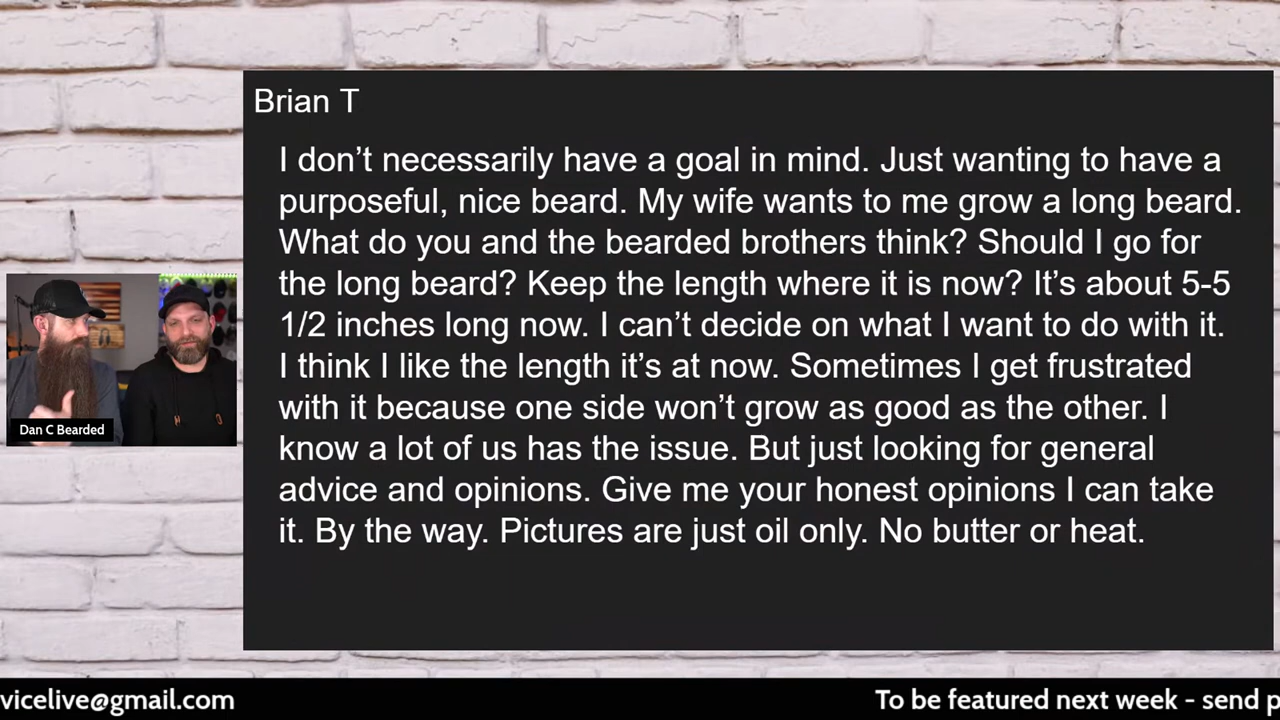 Brian T
I don’t necessarily have a goal in mind. Just wanting to have a
purposeful, nice beard. My wife wants to me grow a long beard.
What do you and the bearded brothers think? Should I go for
the long beard? Keep the length where it is now? It’s about 5-5
1/2 inches long now. I can’t decide on what I want to do with it.
I think I like the length it’s at now. Sometimes I get frustrated
with it because one side won’t grow as good as the other. I
know a lot of us has the issue. But just looking for general
advice and opinions. Give me your honest opinions I can take
it. By the way. Pictures are just oil only. No butter or heat.
Dan C Bearded
vicelive@gmail.com To be featured next week - send p